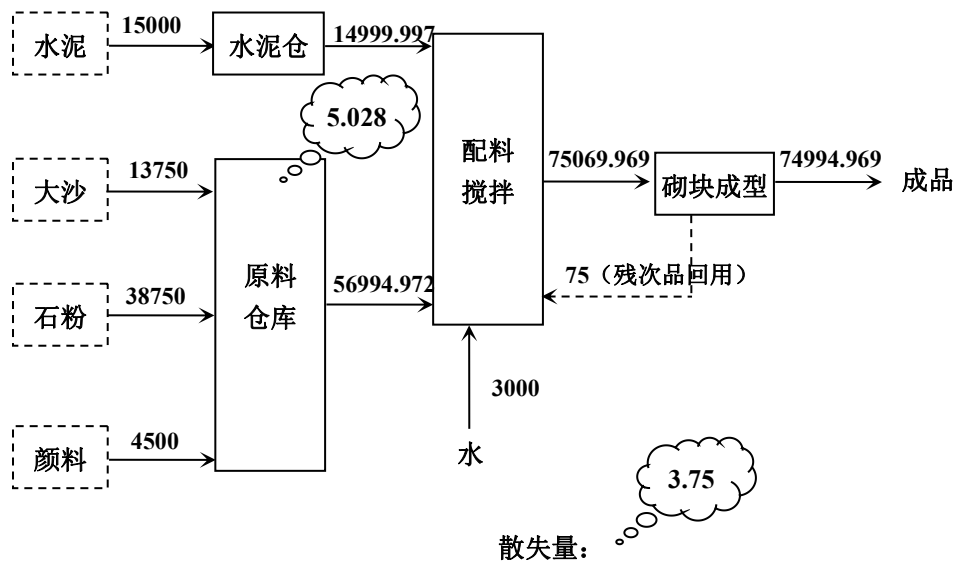 水泥
15000
水泥仓
14999.997
5.028
大沙
13750
配料
搅拌
75069.969
砌块成型
74994.969
成品
原料
仓库
75（残次品回用）
石粉
38750
56994.972
3000
颜料
4500
水
3.75
散失量：